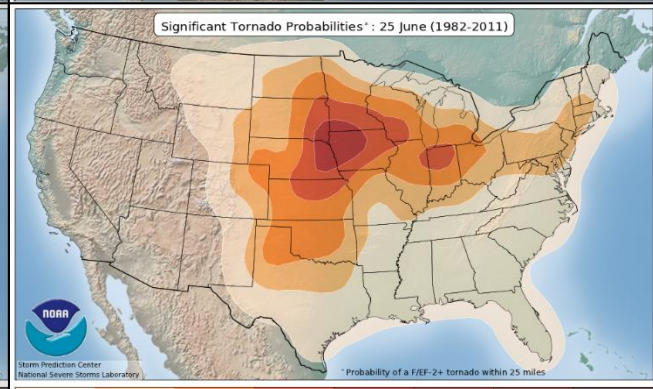 Significant Tornado Probabilities*: 25 June (1982-2011)
NOAA
Storm Prediction Center
National Severe Storms Laboratory
*Probability of a F/EF-2+ tornado within 25 miles